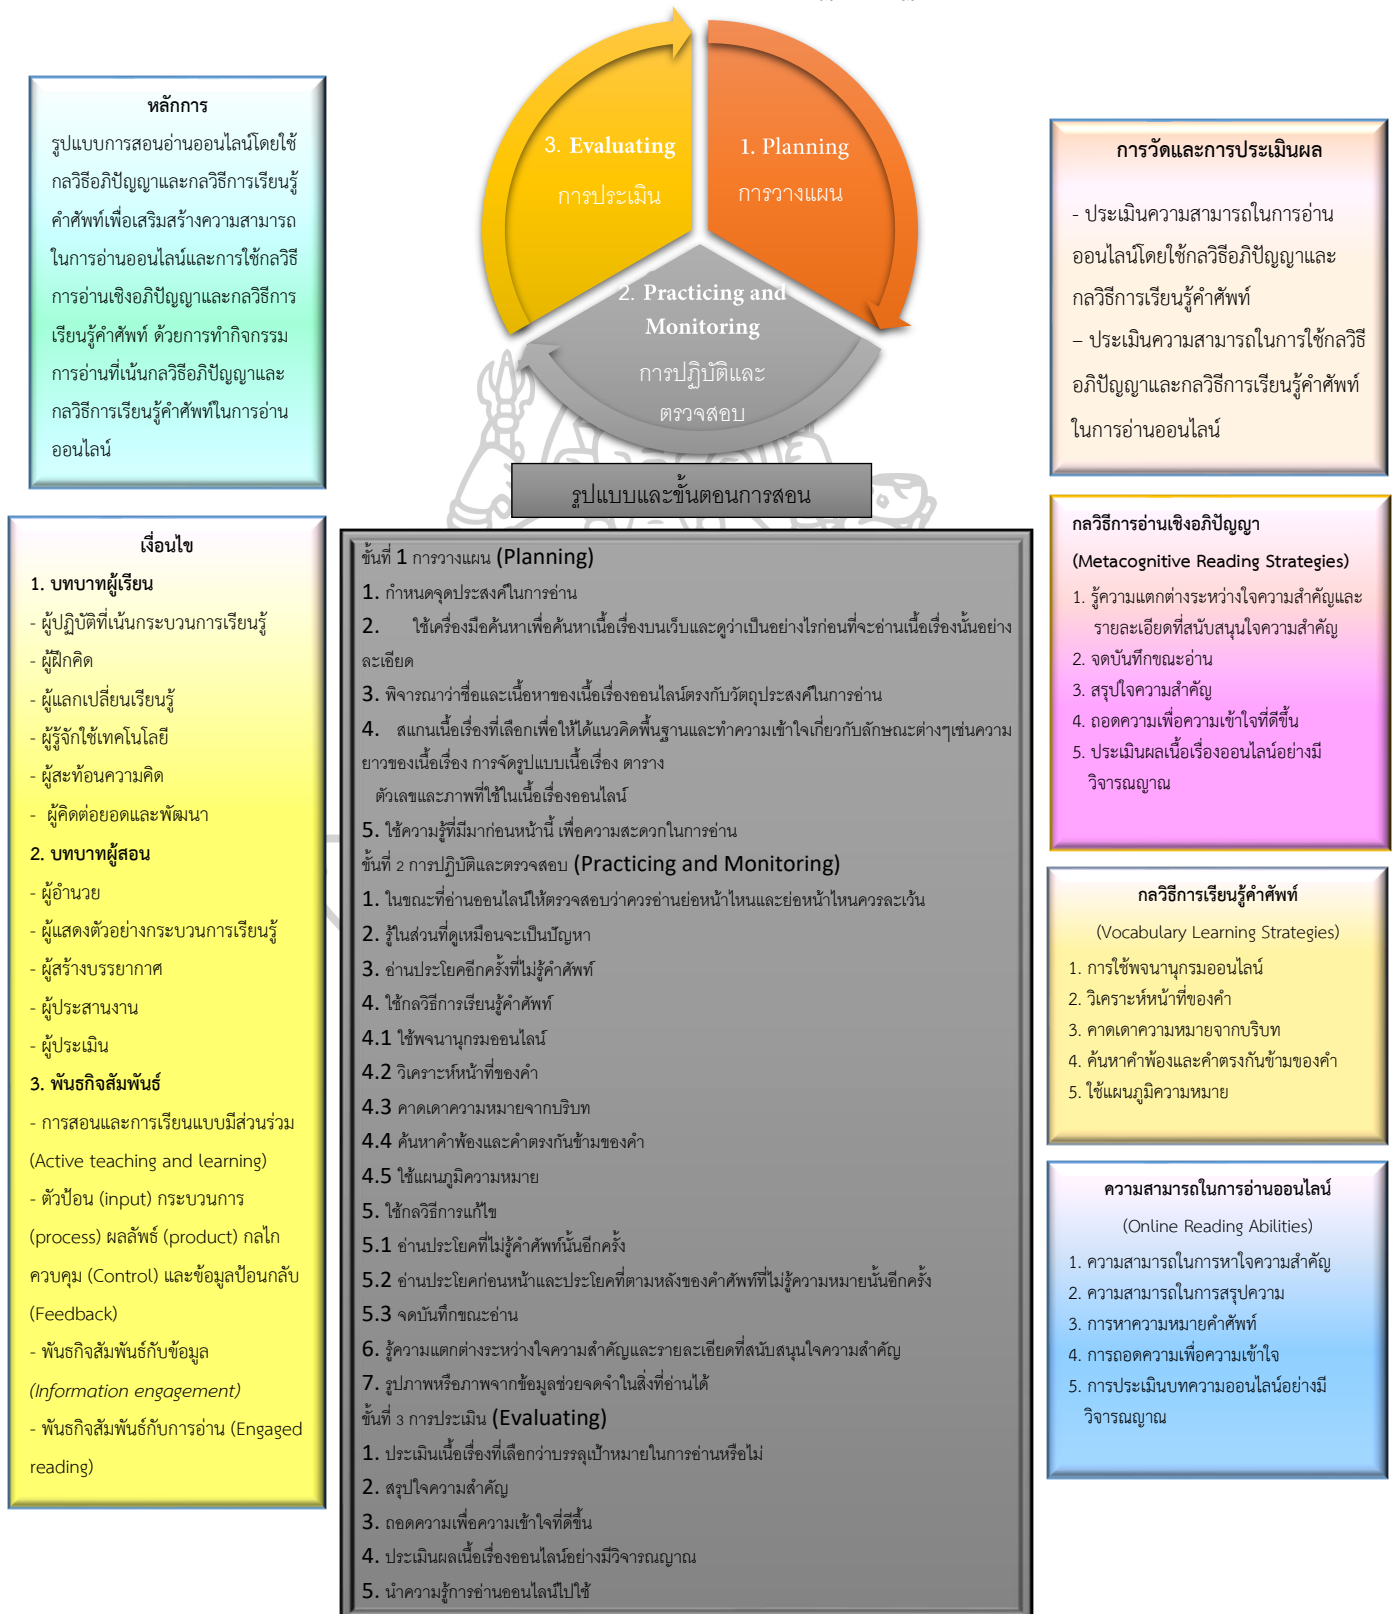 3. Evaluating
การประเมิน
1. Planning
การวางแผน
2. Practicing and
Monitoring
การปฏิบัติและ
ตรวจสอบ
หลักการ
รูปแบบการสอนอ่านออนไลน์โดยใช้
กลวิธีอภิปัญญาและกลวิธีการเรียนรู้
คำศัพท์เพื่อเสริมสร้างความสามารถ
ในการอ่านออนไลน์และการใช้กลวิธี
การอ่านเชิงอภิปัญญาและกลวิธีการ
เรียนรู้คำศัพท์ ด้วยการทำกิจกรรม
การอ่านที่เน้นกลวิธีอภิปัญญาและ
กลวิธีการเรียนรู้คำศัพท์ในการอ่าน
ออนไลน์
เงื่อนไข
1. บทบาทผู้เรียน
- ผู้ปฏิบัติที่เน้นกระบวนการเรียนรู้
- ผู้ฝึกคิด
- ผู้แลกเปลี่ยนเรียนรู้
- ผู้รู้จักใช้เทคโนโลยี
- ผู้สะท้อนความคิด
- ผู้คิดต่อยอดและพัฒนา
2. บทบาทผู้สอน
- ผู้อำนวย
- ผู้แสดงตัวอย่างกระบวนการเรียนรู้
- ผู้สร้างบรรยากาศ
- ผู้ประสานงาน
- ผู้ประเมิน
3. พันธกิจสัมพันธ์
- การสอนและการเรียนแบบมีส่วนร่วม
(Active teaching and learning)
- ตัวป้อน (input) กระบวนการ
(process) ผลลัพธ์ (product) กลไก
ควบคุม (Control) และข้อมูลป้อนกลับ
(Feedback)
- พันธกิจสัมพันธ์กับข้อมูล
(Information engagement)
- พันธกิจสัมพันธ์กับการอ่าน (Engaged
reading)
รูปแบบและขั้นตอนการสอน
ขั้นที่ 1 การวางแผน (Planning)
1. กำหนดจุดประสงค์ในการอ่าน
2. ใช้เครื่องมือค้นหาเพื่อค้นหาเนื้อเรื่องบนเว็บและดูว่าเป็นอย่างไรก่อนที่จะอ่านเนื้อเรื่องนั้นอย่าง
ละเอียด
3. พิจารณาว่าชื่อและเนื้อหาของเนื้อเรื่องออนไลน์ตรงกับวัตถุประสงค์ในการอ่าน
4. สแกนเนื้อเรื่องที่เลือกเพื่อให้ได้แนวคิดพื้นฐานและทำความเข้าใจเกี่ยวกับลักษณะต่างๆเช่นความ
ยาวของเนื้อเรื่อง การจัดรูปแบบเนื้อเรื่อง ตาราง
ตัวเลขและภาพที่ใช้ในเนื้อเรื่องออนไลน์
5. ใช้ความรู้ที่มีมาก่อนหน้านี้ เพื่อความสะดวกในการอ่าน
ขั้นที่ 2 การปฏิบัติและตรวจสอบ (Practicing and Monitoring)
1. ในขณะที่อ่านออนไลน์ให้ตรวจสอบว่าควรอ่านย่อหน้าไหนและย่อหน้าไหนควรละเว้น
2. รู้ในส่วนที่ดูเหมือนจะเป็นปัญหา
3. อ่านประโยคอีกครั้งที่ไม่รู้คำศัพท์
4. ใช้กลวิธีการเรียนรู้คำศัพท์
4.1 ใช้พจนานุกรมออนไลน์
4.2 วิเคราะห์หน้าที่ของคำ
4.3 คาดเดาความหมายจากบริบท
4.4 ค้นหาคำพ้องและคำตรงกันข้ามของคำ
4.5 ใช้แผนภูมิความหมาย
5. ใช้กลวิธีการแก้ไข
5.1 อ่านประโยคที่ไม่รู้คำศัพท์นั้นอีกครั้ง
5.2 อ่านประโยคก่อนหน้าและประโยคที่ตามหลังของคำศัพท์ที่ไม่รู้ความหมายนั้นอีกครั้ง
5.3 จดบันทึกขณะอ่าน
6. รู้ความแตกต่างระหว่างใจความสำคัญและรายละเอียดที่สนับสนุนใจความสำคัญ
7. รูปภาพหรือภาพจากข้อมูลช่วยจดจำในสิ่งที่อ่านได้
ขั้นที่ 3 การประเมิน (Evaluating)
1. ประเมินเนื้อเรื่องที่เลือกว่าบรรลุเป้าหมายในการอ่านหรือไม่
2. สรุปใจความสำคัญ
3. ถอดความเพื่อความเข้าใจที่ดีขึ้น
4. ประเมินผลเนื้อเรื่องออนไลน์อย่างมีวิจารณญาณ
5. นำความรู้การอ่านออนไลน์ไปใช้
การวัดและการประเมินผล
- ประเมินความสามารถในการอ่าน
ออนไลน์โดยใช้กลวิธีอภิปัญญาและ
กลวิธีการเรียนรู้คำศัพท์
– ประเมินความสามารถในการใช้กลวิธี
อภิปัญญาและกลวิธีการเรียนรู้คำศัพท์
ในการอ่านออนไลน์
กลวิธีการอ่านเชิงอภิปัญญา
(Metacognitive Reading Strategies)
1. รู้ความแตกต่างระหว่างใจความสำคัญและ
รายละเอียดที่สนับสนุนใจความสำคัญ
2. จดบันทึกขณะอ่าน
3. สรุปใจความสำคัญ
4. ถอดความเพื่อความเข้าใจที่ดีขึ้น
5. ประเมินผลเนื้อเรื่องออนไลน์อย่างมี
วิจารณญาณ
กลวิธีการเรียนรู้คำศัพท์
(Vocabulary Learning Strategies)
1. การใช้พจนานุกรมออนไลน์
2. วิเคราะห์หน้าที่ของคำ
3. คาดเดาความหมายจากบริบท
4. ค้นหาคำพ้องและคำตรงกันข้ามของคำ
5. ใช้แผนภูมิความหมาย
ความสามารถในการอ่านออนไลน์
(Online Reading Abilities)
1. ความสามารถในการหาใจความสำคัญ
2. ความสามารถในการสรุปความ
3. การหาความหมายคำศัพท์
4. การถอดความเพื่อความเข้าใจ
5. การประเมินบทความออนไลน์อย่างมี
วิจารณญาณ